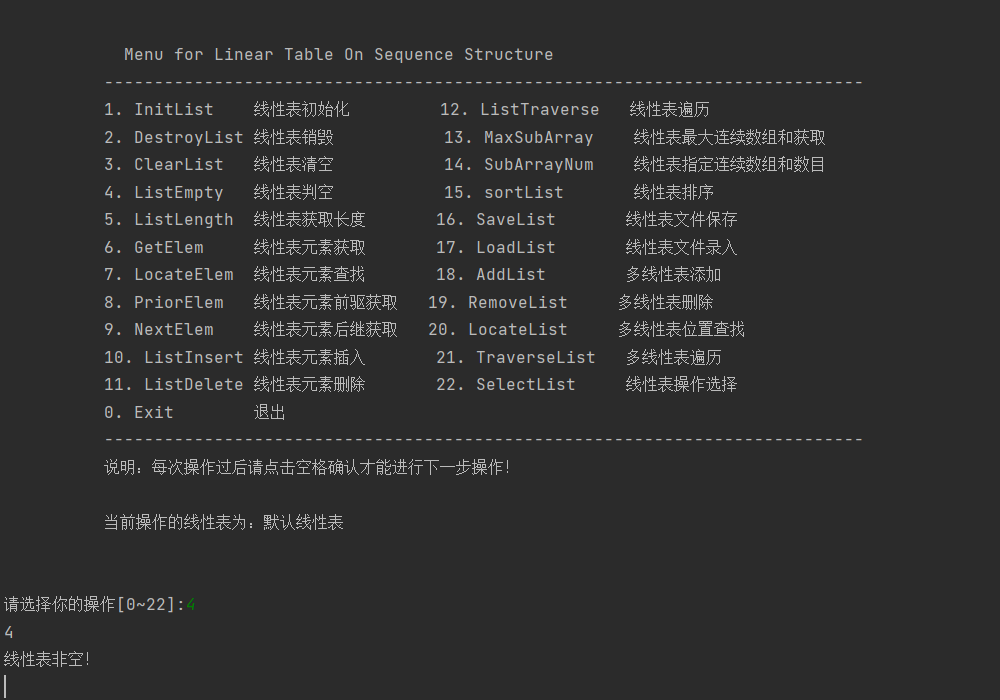 Menu for Linear Table On Sequence Structure
----------------------------------------------------------------------------
1. InitList 线性表初始化 12. ListTraverse 线性表遍历
2. DestroyList 线性表销毁 13. MaxSubArray 线性表最大连续数组和获取
3. ClearList 线性表清空 14. SubArrayNum 线性表指定连续数组和数目
4. ListEmpty 线性表判空 15. sortList 线性表排序
5. ListLength 线性表获取长度 16. SaveList 线性表文件保存
6. GetElem 线性表元素获取 17. LoadList 线性表文件录入
7. LocateElem 线性表元素查找 18. AddList 多线性表添加
8. PriorElem 线性表元素前驱获取 19. RemoveList 多线性表删除
9. NextElem 线性表元素后继获取 20. LocateList 多线性表位置查找
10. ListInsert 线性表元素插入 21. TraverseList 多线性表遍历
11. ListDelete 线性表元素删除 22. SelectList 线性表操作选择
0. Exit 退出
----------------------------------------------------------------------------
说明：每次操作过后请点击空格确认才能进行下一步操作！
当前操作的线性表为：默认线性表
请选择你的操作[0~22]:4
4
线性表非空！